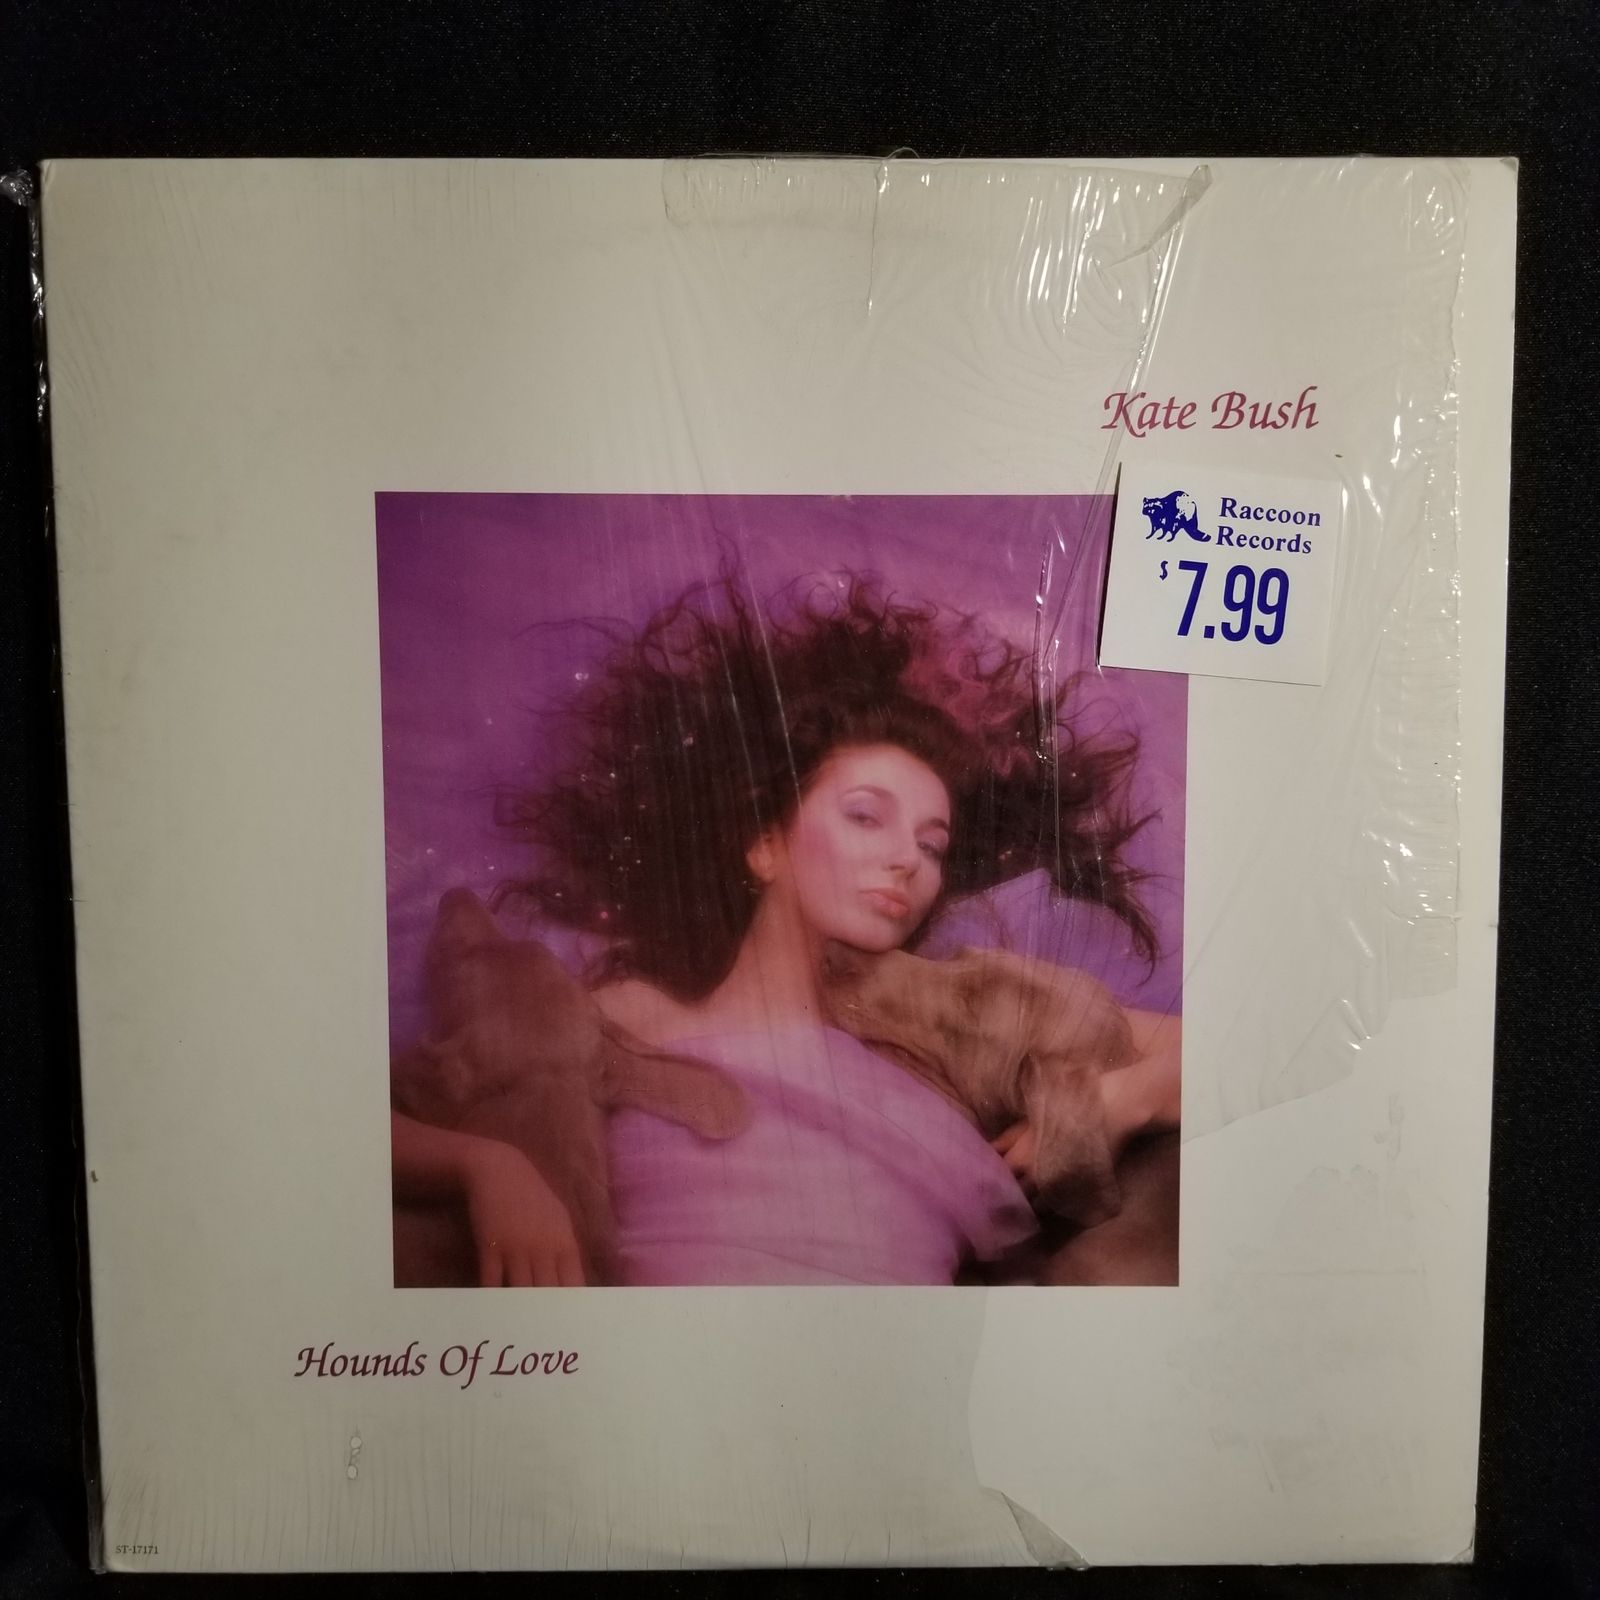 Kate Bush
Raccoon
Records
$7.99
Hounds Of Love
ST-17171